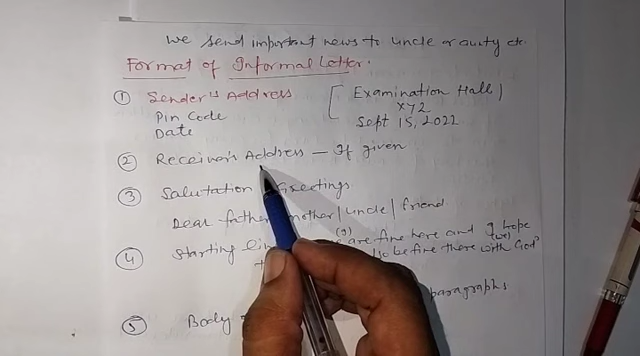 We send important news to uncle or aunty etc.
Format of Informal Letter.
① Sender's Address [ Examination Hall,
Pin Code XYZ
Date Sept 15, 2022
② Receiver's Address — If given
③ Salutation Greetings.
Dear father mother / uncle / friend
(I)
④ Starting line are fine here and I hope
(we)
also be fine there with God's
⑤ Body paragraphs.